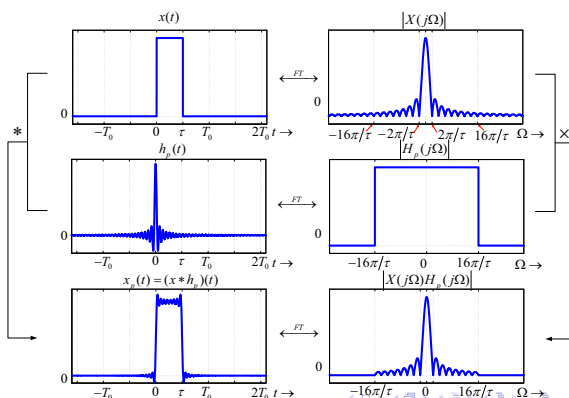 x(t)
|X(jΩ)|
0
−T₀ 0 τ T₀ 2T₀ t →
FT
0
−16π/τ −2π/τ 2π/τ 16π/τ Ω →
*
×
hₚ(t)
|Hₚ(jΩ)|
0
−T₀ 0 τ T₀ 2T₀ t →
FT
0
−16π/τ 0 16π/τ Ω →
xₚ(t)=(x*hₚ)(t)
|X(jΩ)Hₚ(jΩ)|
0
−T₀ 0 τ T₀ 2T₀ t →
FT
0
−16π/τ 0 16π/τ Ω →